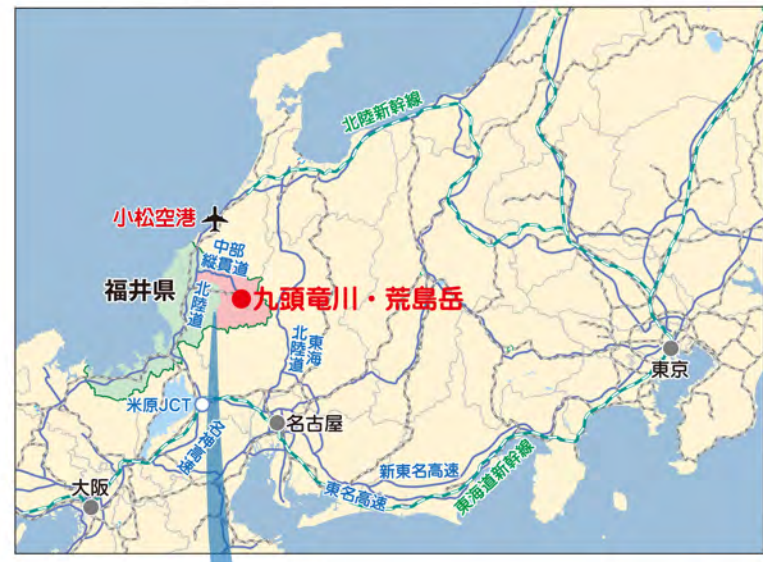 北陸新幹線
小松空港
中部
縦貫道
福井県
北陸道
九頭竜川・荒島岳
東海
北陸道
東京
米原JCT
名古屋
名神高速
新東名高速
大阪
東名高速
東海道新幹線